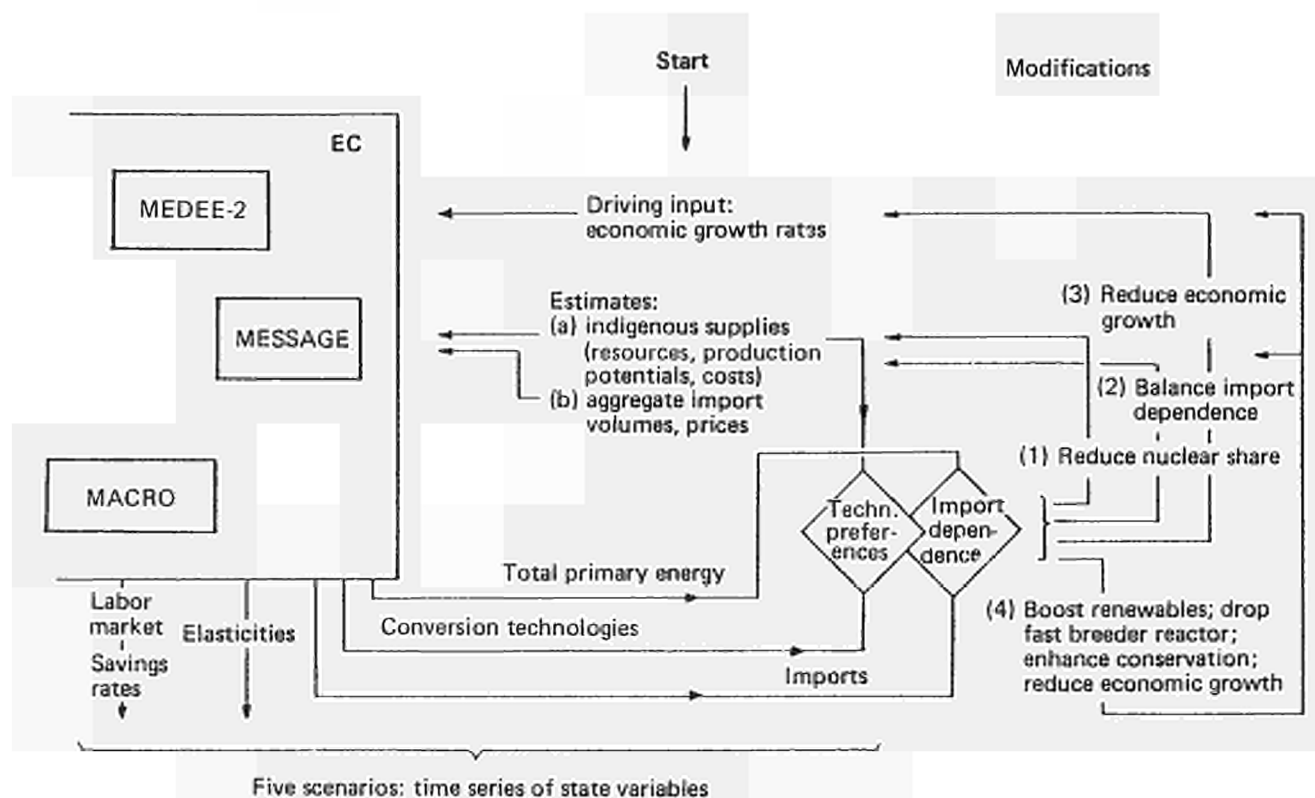 Start
Modifications
EC
MEDEE-2
MESSAGE
MACRO
Driving input:
economic growth rates
Estimates:
(a) indigenous supplies
(resources, production
potentials, costs)
(b) aggregate import
volumes, prices
(3) Reduce economic
growth
(2) Balance import
dependence
(1) Reduce nuclear share
Techn.
prefer-
ences
Import
depen-
dence
Total primary energy
Conversion technologies
Imports
Labor
market
Savings
rates
Elasticities
(4) Boost renewables; drop
fast breeder reactor;
enhance conservation;
reduce economic growth
Five scenarios: time series of state variables